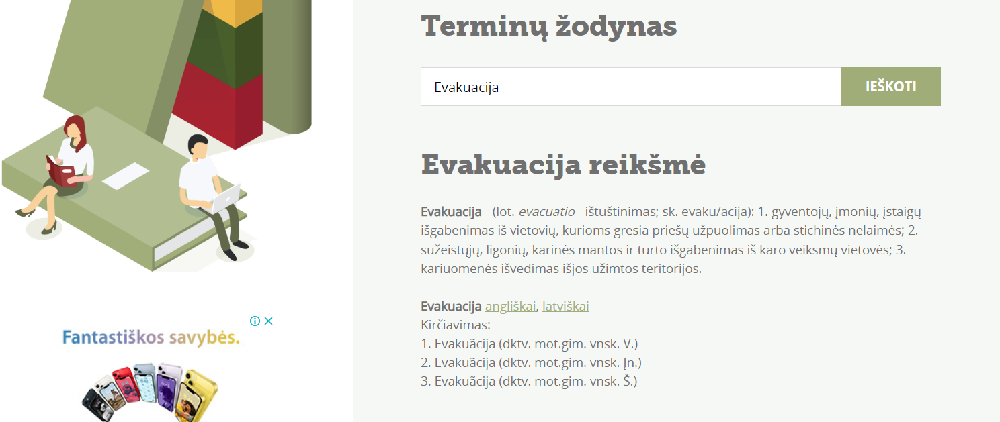 Terminų žodynas
Evakuacija
IEŠKOTI
Evakuacija reikšmė
Evakuacija - (lot. evacuatio - ištuštinimas; sk. evaku/acija): 1. gyventojų, įmonių, įstaigų
išgabenimas iš vietovių, kurioms gresia priešų užpuolimas arba stichinės nelaimės; 2.
sužeistųjų, ligonių, karinės mantos ir turto išgabenimas iš karo veiksmų vietovės; 3.
kariuomenės išvedimas išjos užimtos teritorijos.
Evakuacija angliškai, latviškai
Kirčiavimas:
1. Evakuãcija (dktv. mot.gim. vnsk. V.)
2. Evakuãcija (dktv. mot.gim. vnsk. Įn.)
3. Evakuãcija (dktv. mot.gim. vnsk. Š.)
Fantastiškos savybės.